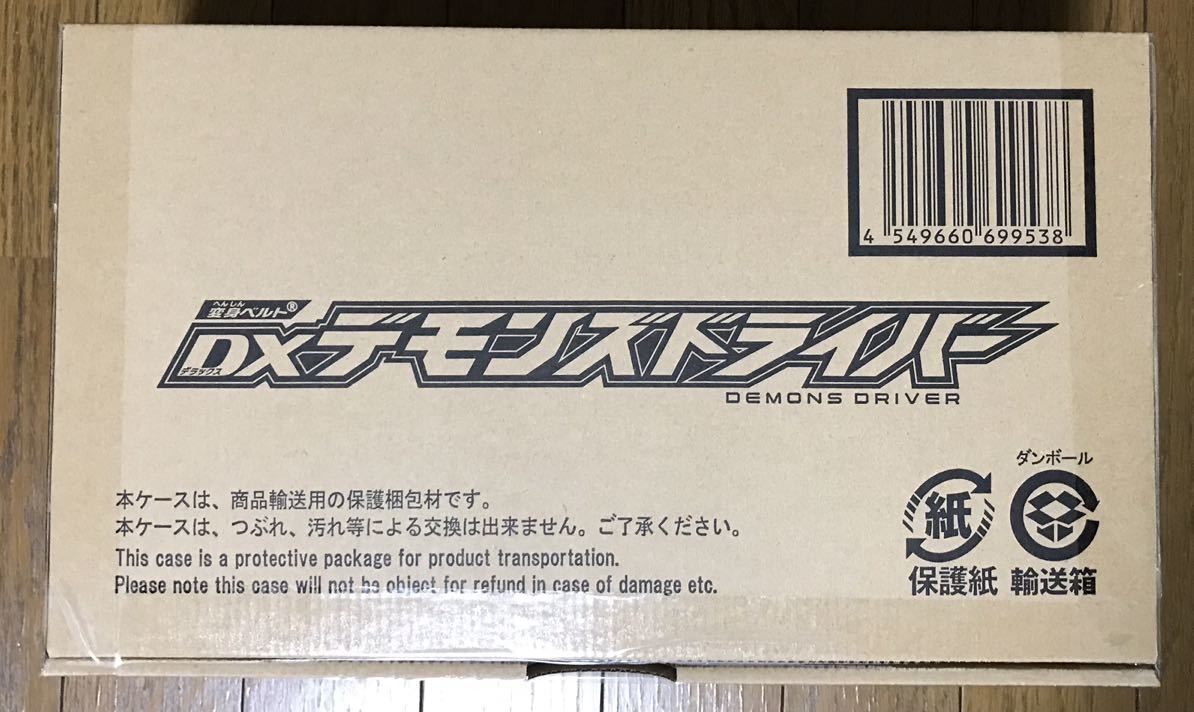 4 549660 699538
へんしん
変身ベルト®
DXデモンズドライバー
デラックス
DEMONS DRIVER
本ケースは、商品輸送用の保護梱包材です。
本ケースは、つぶれ、汚れ等による交換は出来ません。ご了承ください。
This case is a protective package for product transportation.
Please note this case will not be object for refund in case of damage etc.
ダンボール
紙
保護紙 輸送箱